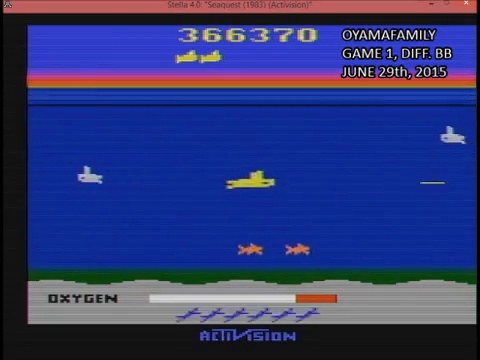 Stella 4.0: "Seaquest (1983) (Activision)"
366370
OYAMAFAMILY
GAME 1, DIFF. BB
JUNE 29th, 2015
OXYGEN
ACTIVISION